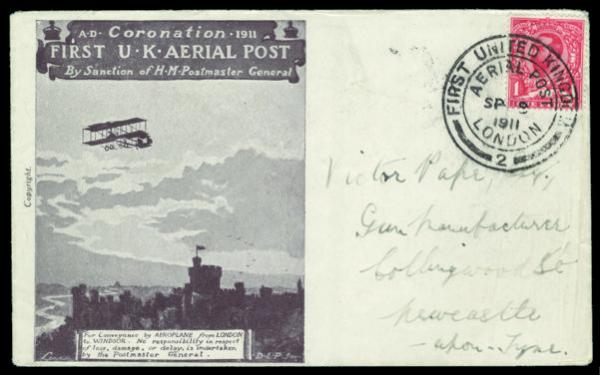 A·D· Coronation ·1911
FIRST U·K·AERIAL POST
By Sanction of H·M·Postmaster General
Copyright.
For Conveyance by AEROPLANE from LONDON
to WINDSOR. No responsibility in respect
of loss, damage, or delay, is undertaken
by the Postmaster General.
FIRST UNITED KINGDOM
AERIAL POST
SP
1911
LONDON
2
Victor Pape, Esq,
Gun Manufacturer
Collingwood St
Newcastle
-upon-Tyne.